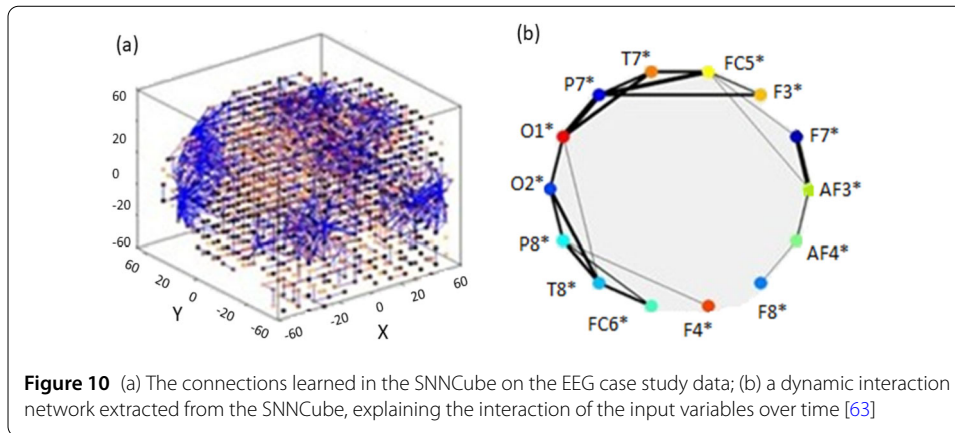 (a)
60
20
0
-20
-60
60
20
0
-20
-60
Y
-60
-20
0
20
60
X
(b)
T7*
FC5*
P7*
F3*
O1*
F7*
O2*
AF3*
P8*
AF4*
T8*
F8*
FC6*
F4*
Figure 10 (a) The connections learned in the SNNCube on the EEG case study data; (b) a dynamic interaction
network extracted from the SNNCube, explaining the interaction of the input variables over time [63]